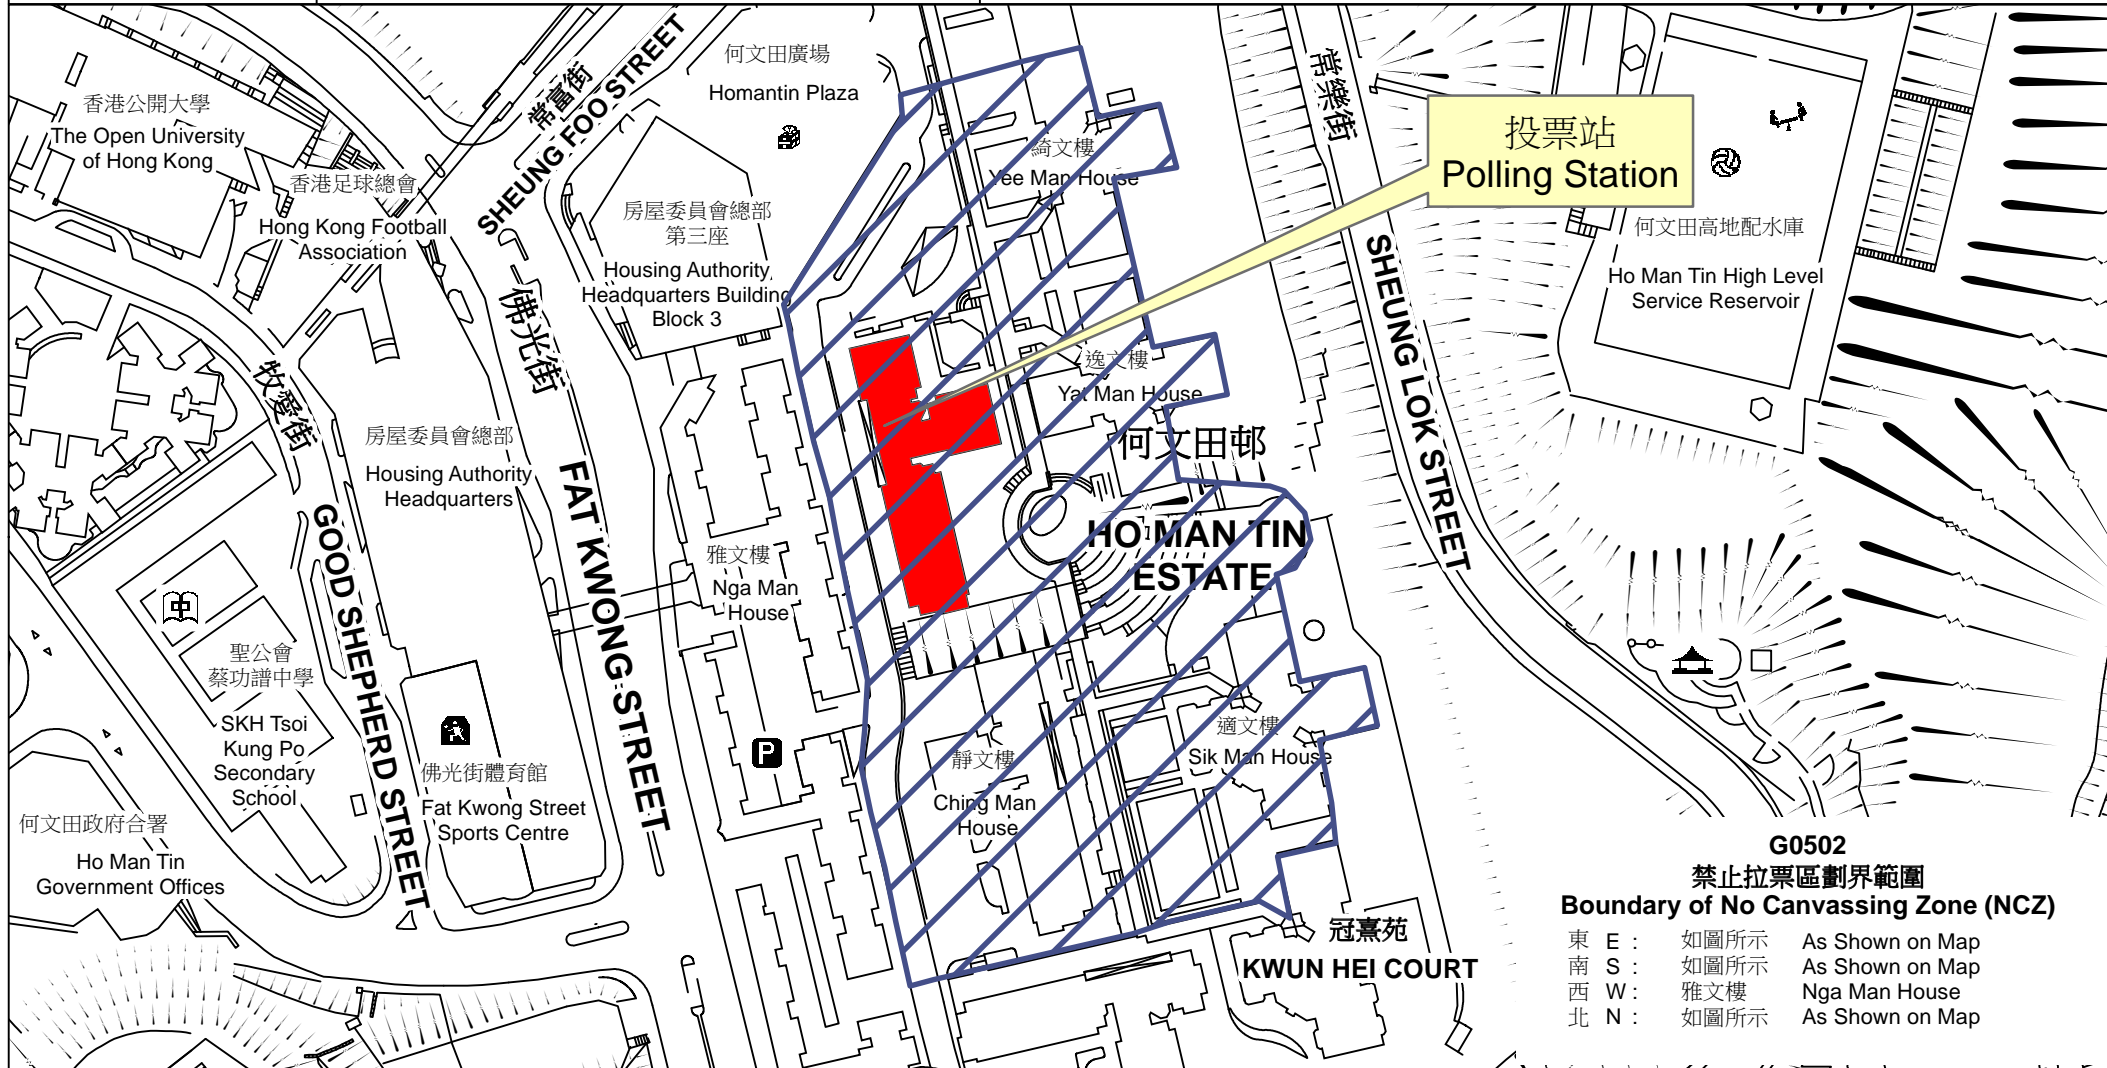 香港公開大學
The Open University
of Hong Kong
香港足球總會
Hong Kong Football
Association
常富街
SHEUNG FOO STREET
何文田廣場
Homantin Plaza
房屋委員會總部
第三座
Housing Authority
Headquarters Building
Block 3
綺文樓
Yee Man House
常樂街
SHEUNG LOK STREET
投票站
Polling Station
何文田高地配水庫
Ho Man Tin High Level
Service Reservoir
佛光街
FAT KWONG STREET
牧愛街
GOOD SHEPHERD STREET
房屋委員會總部
Housing Authority
Headquarters
逸文樓
Yat Man House
何文田邨
HO MAN TIN
ESTATE
雅文樓
Nga Man
House
中
聖公會
蔡功譜中學
SKH Tsoi
Kung Po
Secondary
School
佛光街體育館
Fat Kwong Street
Sports Centre
P
靜文樓
Ching Man
House
適文樓
Sik Man House
何文田政府合署
Ho Man Tin
Government Offices
冠熹苑
KWUN HEI COURT
G0502
禁止拉票區劃界範圍
Boundary of No Canvassing Zone (NCZ)
東 E : 如圖所示 As Shown on Map
南 S : 如圖所示 As Shown on Map
西 W : 雅文樓 Nga Man House
北 N : 如圖所示 As Shown on Map